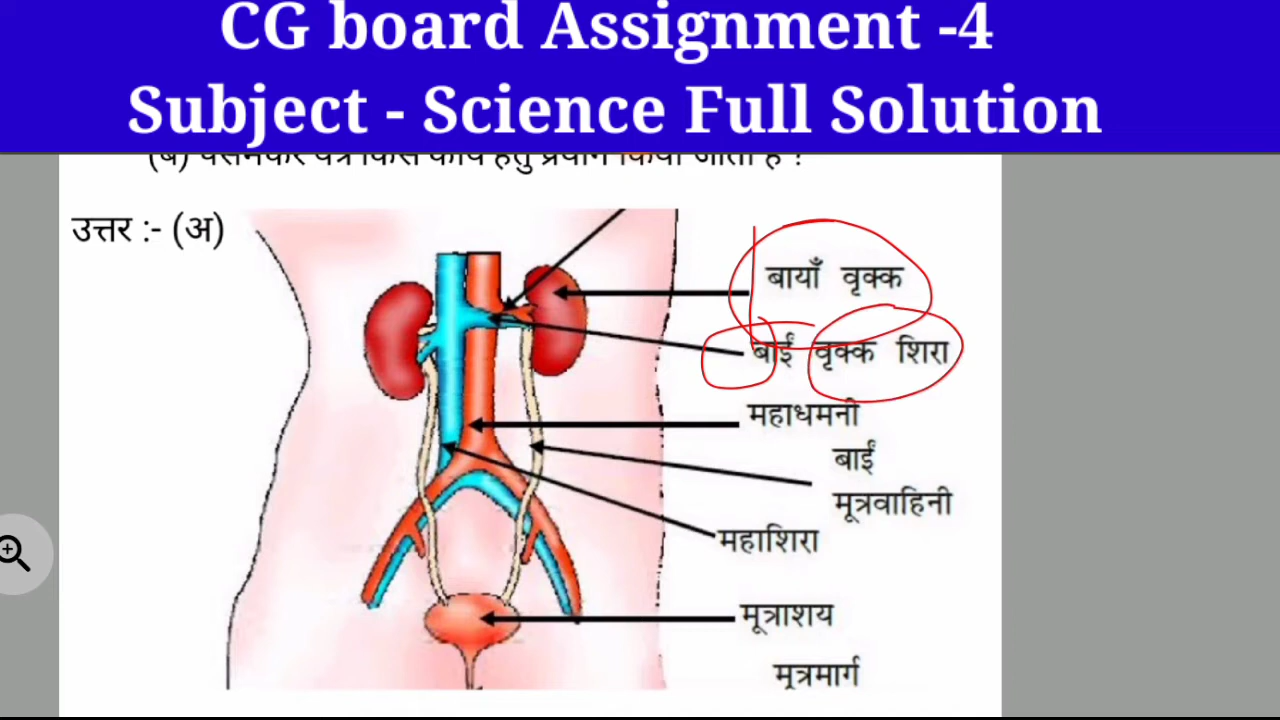 CG board Assignment -4
Subject - Science Full Solution
उत्तर :- (अ)
बायाँ वृक्क
बाईं वृक्क शिरा
महाधमनी
बाईं
मूत्रवाहिनी
महाशिरा
मूत्राशय
मूत्रमार्ग